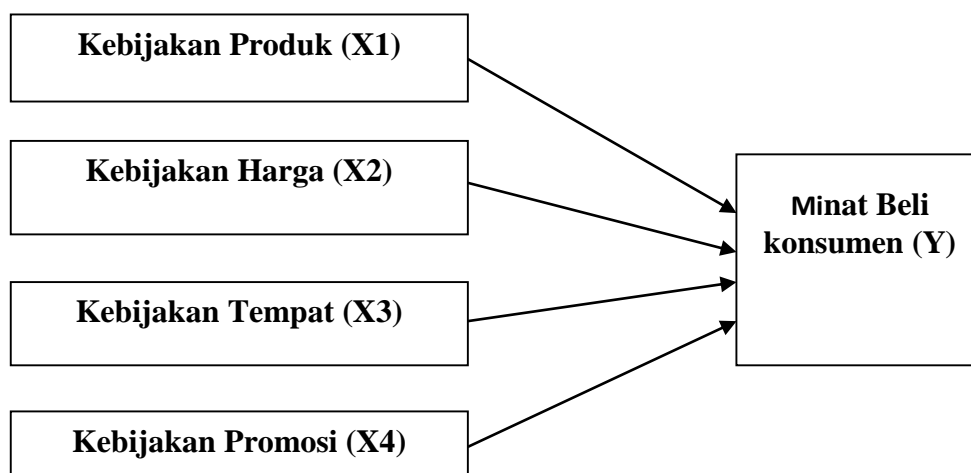 Kebijakan Produk (X1)
Kebijakan Harga (X2)
Minat Beli
konsumen (Y)
Kebijakan Tempat (X3)
Kebijakan Promosi (X4)